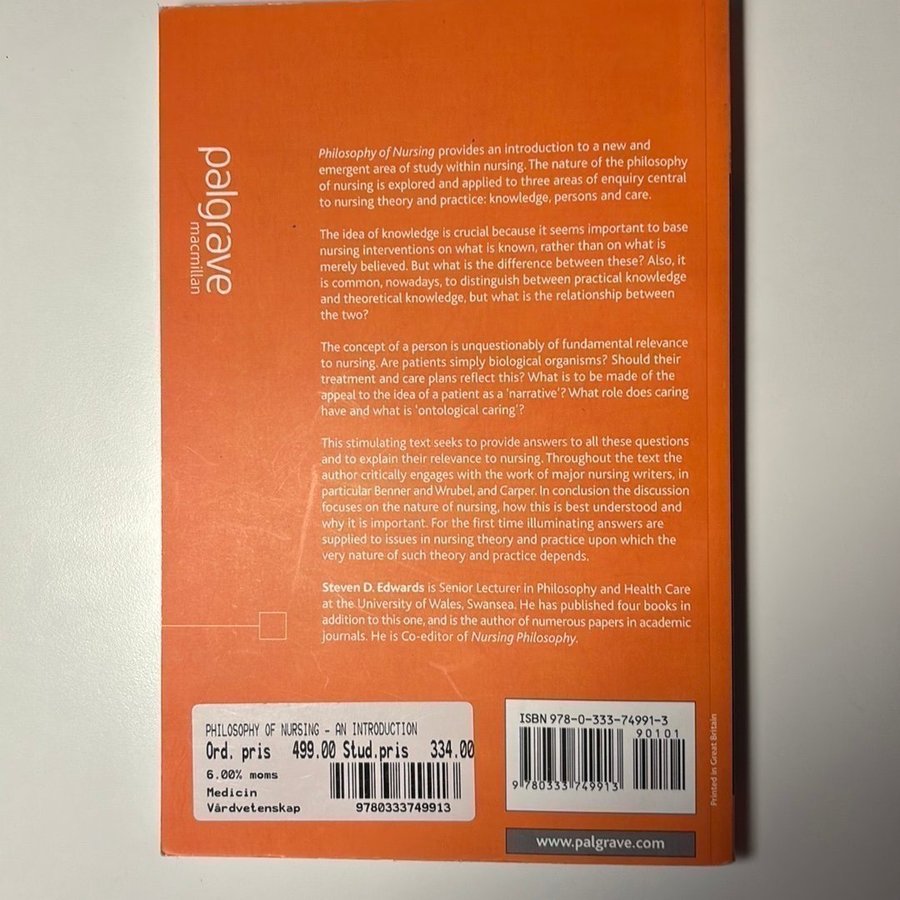 palgrave
macmillan
Philosophy of Nursing provides an introduction to a new and
emergent area of study within nursing. The nature of the philosophy
of nursing is explored and applied to three areas of enquiry central
to nursing theory and practice: knowledge, persons and care.
The idea of knowledge is crucial because it seems important to base
nursing interventions on what is known, rather than on what is
merely believed. But what is the difference between these? Also, it
is common, nowadays, to distinguish between practical knowledge
and theoretical knowledge, but what is the relationship between
the two?
The concept of a person is unquestionably of fundamental relevance
to nursing. Are patients simply biological organisms? Should their
treatment and care plans reflect this? What is to be made of the
appeal to the idea of a patient as a 'narrative'? What role does caring
have and what is 'ontological caring'?
This stimulating text seeks to provide answers to all these questions
and to explain their relevance to nursing. Throughout the text the
author critically engages with the work of major nursing writers, in
particular Benner and Wrubel, and Carper. In conclusion the discussion
focuses on the nature of nursing, how this is best understood and
why it is important. For the first time illuminating answers are
supplied to issues in nursing theory and practice upon which the
very nature of such theory and practice depends.
Steven D. Edwards is Senior Lecturer in Philosophy and Health Care
at the University of Wales, Swansea. He has published four books in
addition to this one, and is the author of numerous papers in academic
journals. He is Co-editor of Nursing Philosophy.
PHILOSOPHY OF NURSING - AN INTRODUCTION
Ord. pris 499.00 Stud.pris 334.00
6.00% moms
Medicin
Vårdvetenskap
9780333749913
ISBN 978-0-333-74991-3
90101
9 780333 749913
www.palgrave.com
Printed in Great Britain